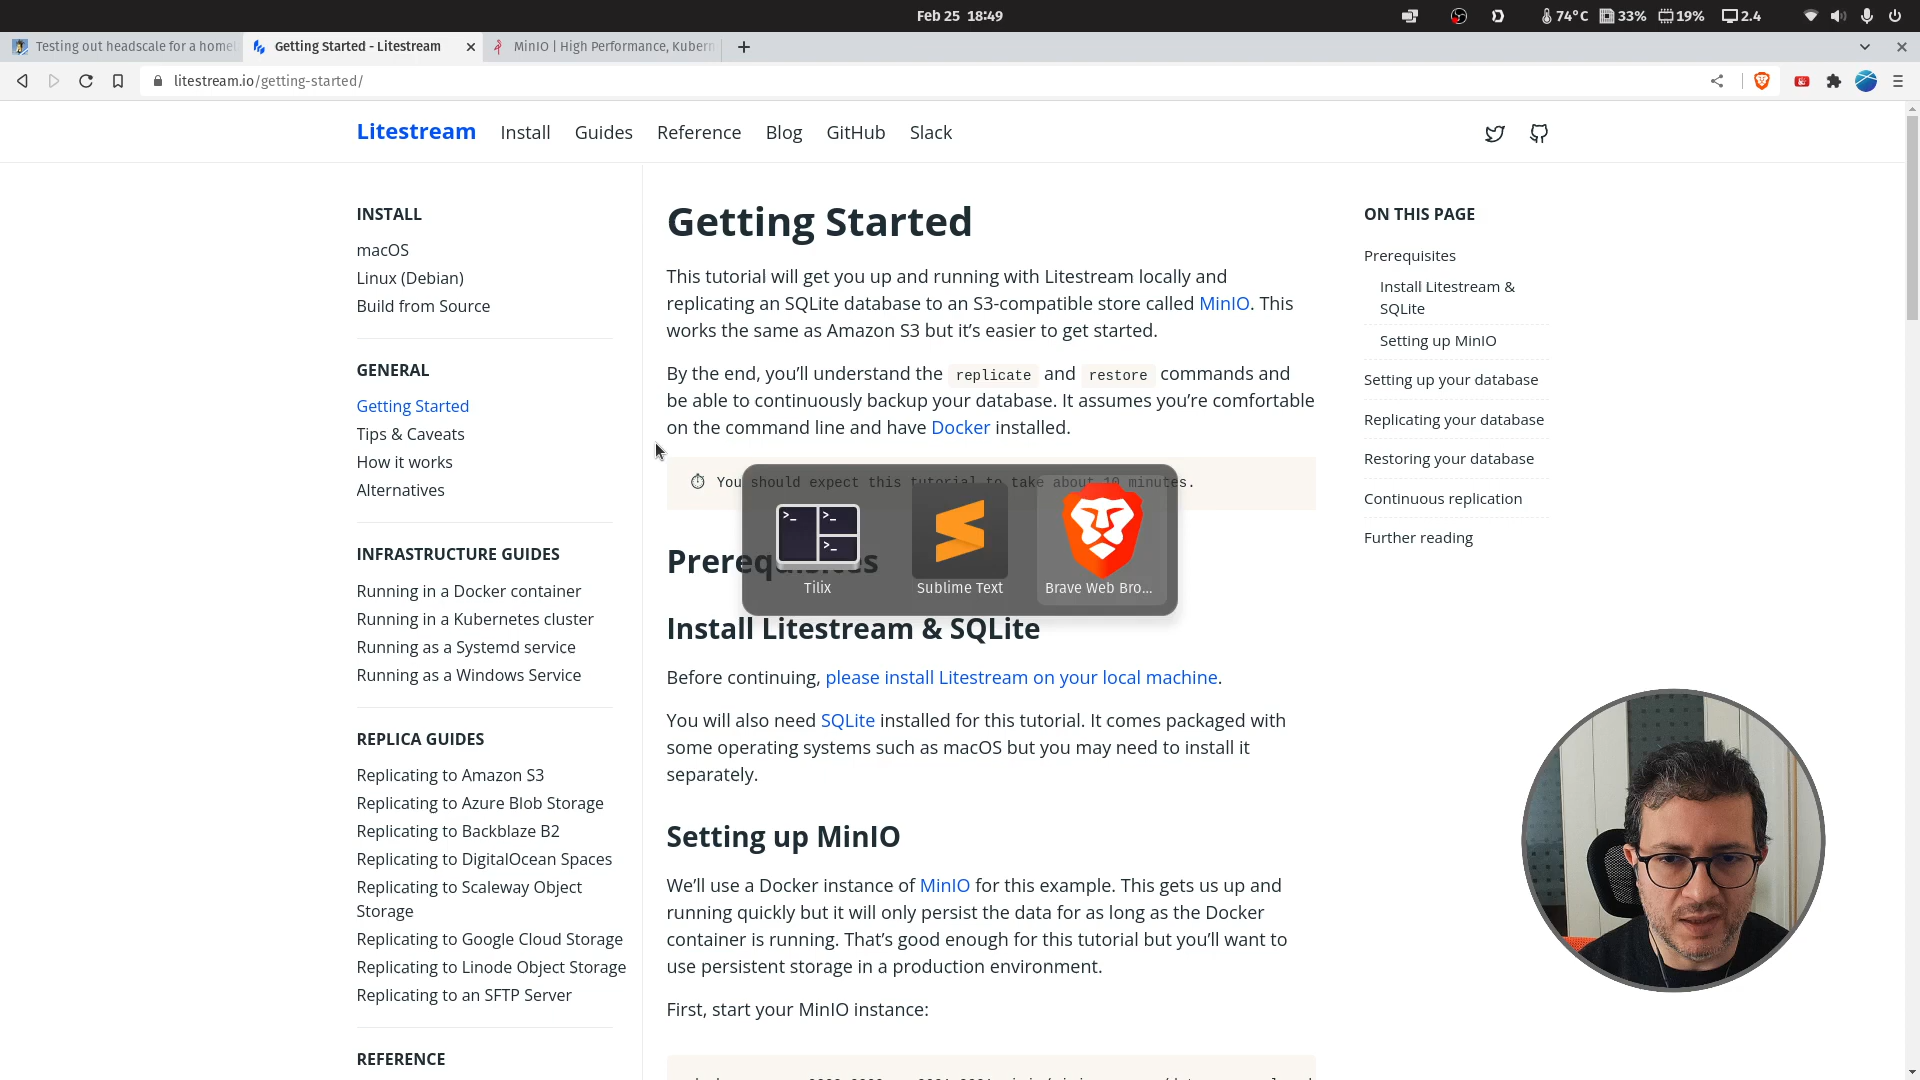 Feb 25 18:49
74°C 33% 19% 2.4
Testing out headscale for a homel
Getting Started - Litestream
MinIO | High Performance, Kubern
litestream.io/getting-started/
Litestream Install Guides Reference Blog GitHub Slack
INSTALL
macOS
Linux (Debian)
Build from Source
GENERAL
Getting Started
Tips & Caveats
How it works
Alternatives
INFRASTRUCTURE GUIDES
Running in a Docker container
Running in a Kubernetes cluster
Running as a Systemd service
Running as a Windows Service
REPLICA GUIDES
Replicating to Amazon S3
Replicating to Azure Blob Storage
Replicating to Backblaze B2
Replicating to DigitalOcean Spaces
Replicating to Scaleway Object
Storage
Replicating to Google Cloud Storage
Replicating to Linode Object Storage
Replicating to an SFTP Server
REFERENCE
Getting Started
This tutorial will get you up and running with Litestream locally and
replicating an SQLite database to an S3-compatible store called MinIO. This
works the same as Amazon S3 but it’s easier to get started.
By the end, you’ll understand the replicate and restore commands and
be able to continuously backup your database. It assumes you’re comfortable
on the command line and have Docker installed.
You should expect this tutorial to take about 10 minutes.
Tilix
Sublime Text
Brave Web Bro...
Prerequisites
Install Litestream & SQLite
Before continuing, please install Litestream on your local machine.
You will also need SQLite installed for this tutorial. It comes packaged with
some operating systems such as macOS but you may need to install it
separately.
Setting up MinIO
We’ll use a Docker instance of MinIO for this example. This gets us up and
running quickly but it will only persist the data for as long as the Docker
container is running. That’s good enough for this tutorial but you’ll want to
use persistent storage in a production environment.
First, start your MinIO instance:
ON THIS PAGE
Prerequisites
Install Litestream &
SQLite
Setting up MinIO
Setting up your database
Replicating your database
Restoring your database
Continuous replication
Further reading